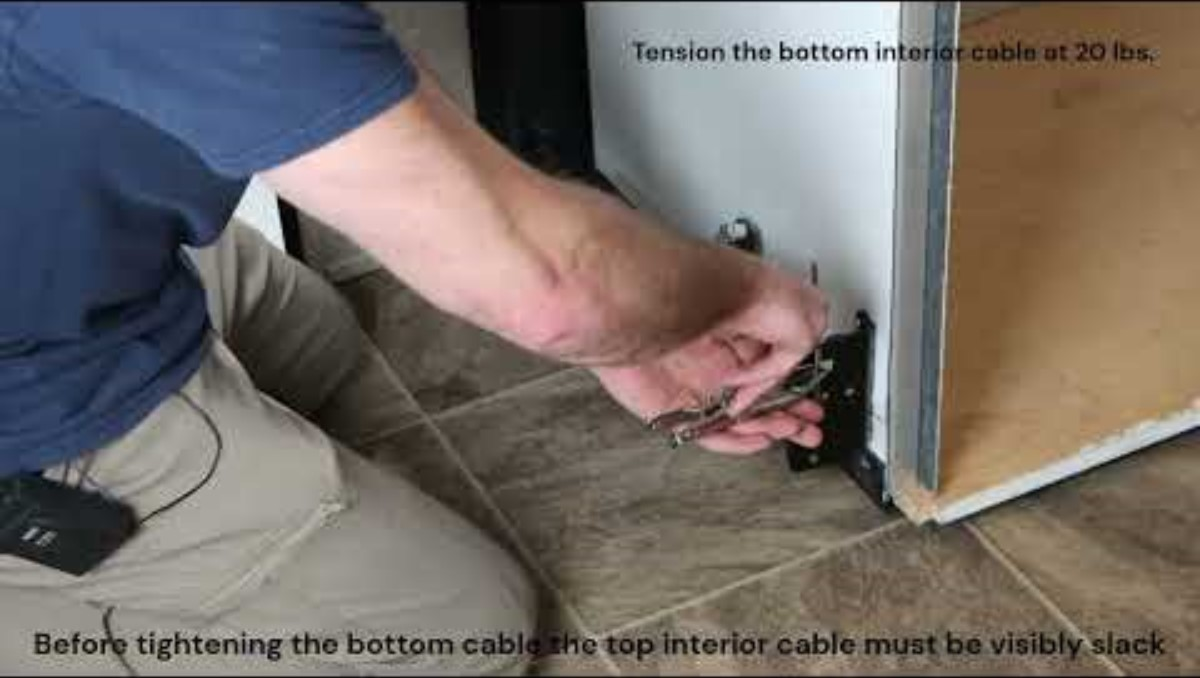 Tension the bottom interior cable at 20 lbs.
Before tightening the bottom cable the top interior cable must be visibly slack